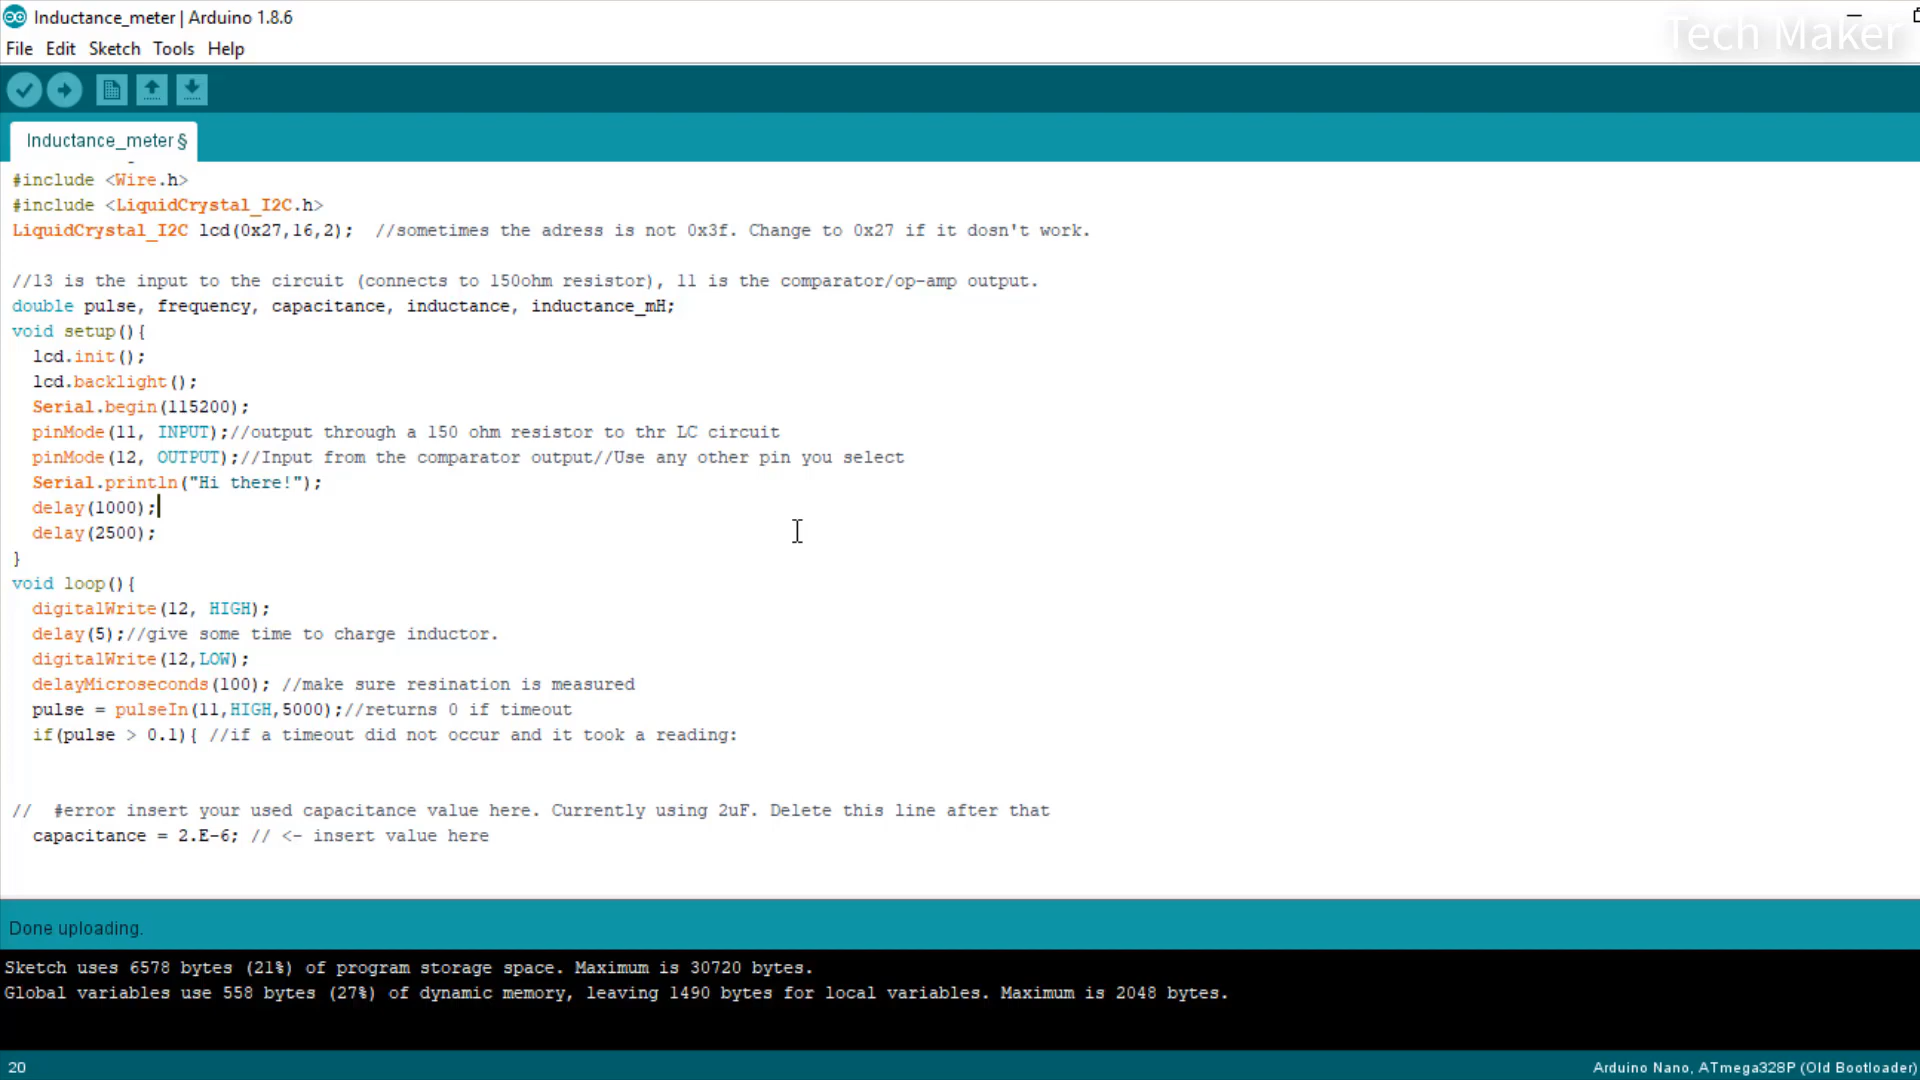 Inductance_meter | Arduino 1.8.6
Tech Maker
File Edit Sketch Tools Help
Inductance_meter §
#include <Wire.h>
#include <LiquidCrystal_I2C.h>
LiquidCrystal_I2C lcd(0x27,16,2);  //sometimes the adress is not 0x3f. Change to 0x27 if it dosn't work.
//13 is the input to the circuit (connects to 150ohm resistor), 11 is the comparator/op-amp output.
double pulse, frequency, capacitance, inductance, inductance_mH;
void setup(){
  lcd.init();
  lcd.backlight();
  Serial.begin(115200);
  pinMode(11, INPUT);//output through a 150 ohm resistor to thr LC circuit
  pinMode(12, OUTPUT);//Input from the comparator output//Use any other pin you select
  Serial.println("Hi there!");
  delay(1000);
  delay(2500);
}
void loop(){
  digitalWrite(12, HIGH);
  delay(5);//give some time to charge inductor.
  digitalWrite(12,LOW);
  delayMicroseconds(100); //make sure resination is measured
  pulse = pulseIn(11,HIGH,5000);//returns 0 if timeout
  if(pulse > 0.1){ //if a timeout did not occur and it took a reading:
//  #error insert your used capacitance value here. Currently using 2uF. Delete this line after that
  capacitance = 2.E-6; // <- insert value here
Done uploading.
Sketch uses 6578 bytes (21%) of program storage space. Maximum is 30720 bytes.
Global variables use 558 bytes (27%) of dynamic memory, leaving 1490 bytes for local variables. Maximum is 2048 bytes.
20
Arduino Nano, ATmega328P (Old Bootloader)